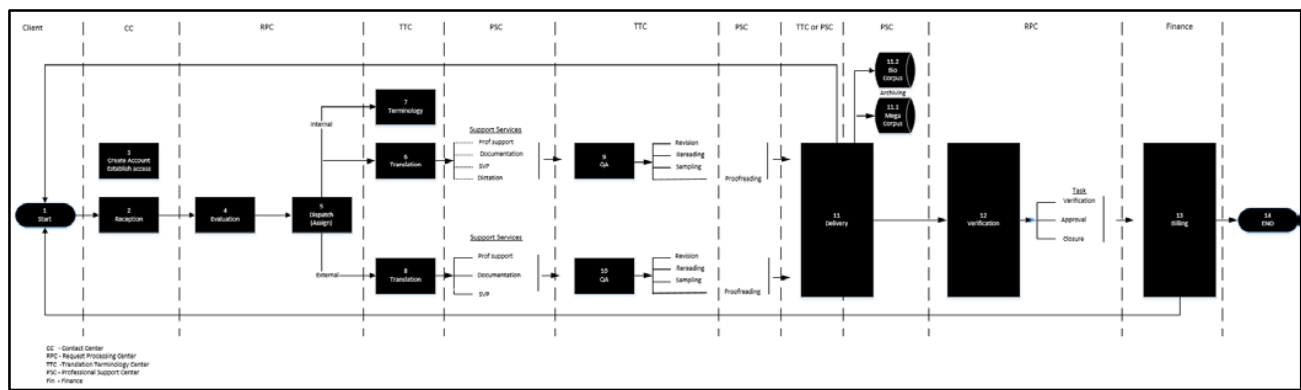 Client CC RPC TTC PSC TTC PSC TTC or PSC PSC RPC Finance
11.2
Bio
Corpus
Archiving
11.1
Mega
Corpus
7
Terminology
Internal
3
Create Account
Establish access
6
Translation
Support Services
Prof support
Documentation
SVP
Dictation
9
QA
Revision
Rereading
Sampling
Proofreading
1
Start
2
Reception
4
Evaluation
5
Dispatch
(Assign)
11
Delivery
12
Verification
Task
Verification
Approval
Closure
13
Billing
14
END
External
8
Translation
Support Services
Prof support
Documentation
SVP
10
QA
Revision
Rereading
Sampling
Proofreading
CC - Contact Center
RPC - Request Processing Center
TTC - Translation Terminology Center
PSC - Professional Support Center
Fin - Finance